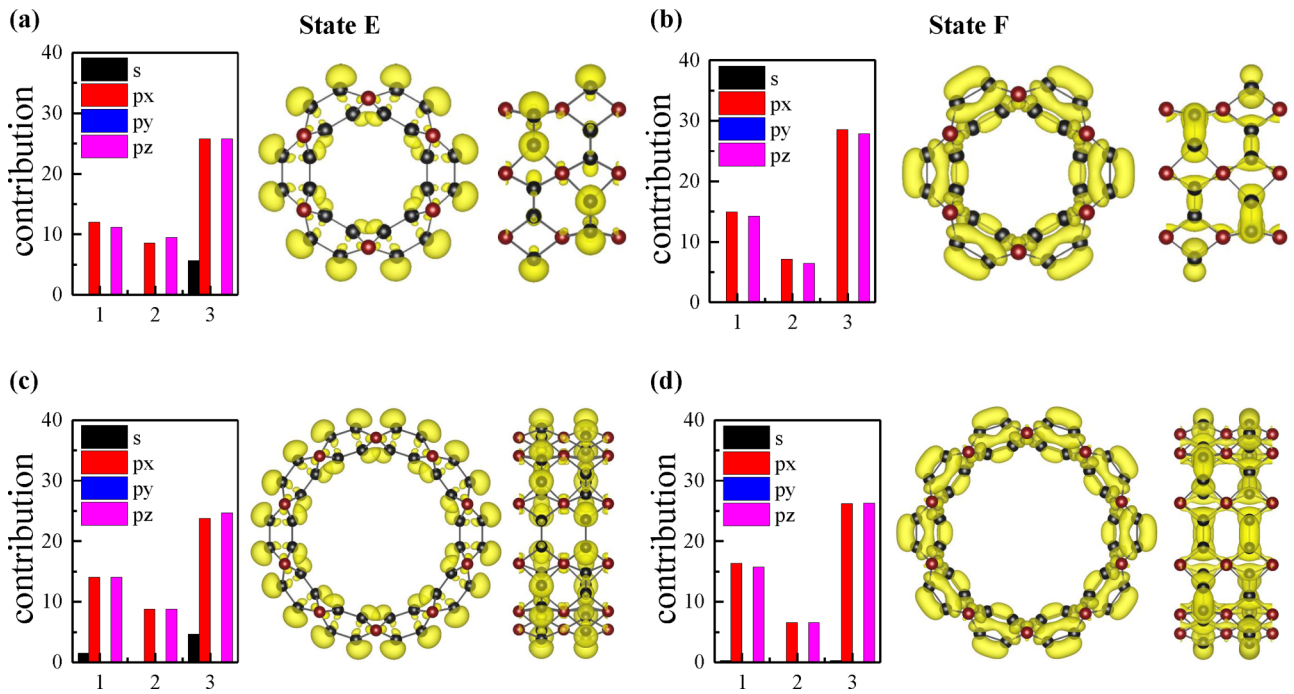 (a)
State E
contribution
40
30
20
10
0
s
px
py
pz
1 2 3
(b)
State F
contribution
40
30
20
10
0
s
px
py
pz
1 2 3
(c)
contribution
40
30
20
10
0
s
px
py
pz
1 2 3
(d)
contribution
40
30
20
10
0
s
px
py
pz
1 2 3